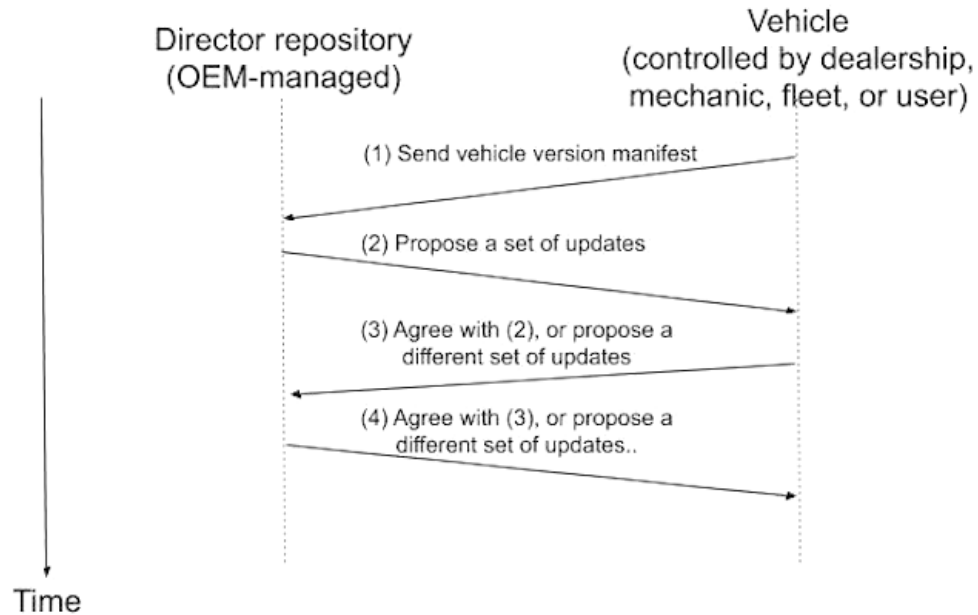 Director repository
(OEM-managed)
Vehicle
(controlled by dealership,
mechanic, fleet, or user)
(1) Send vehicle version manifest
(2) Propose a set of updates
(3) Agree with (2), or propose a
different set of updates
(4) Agree with (3), or propose a
different set of updates..
Time